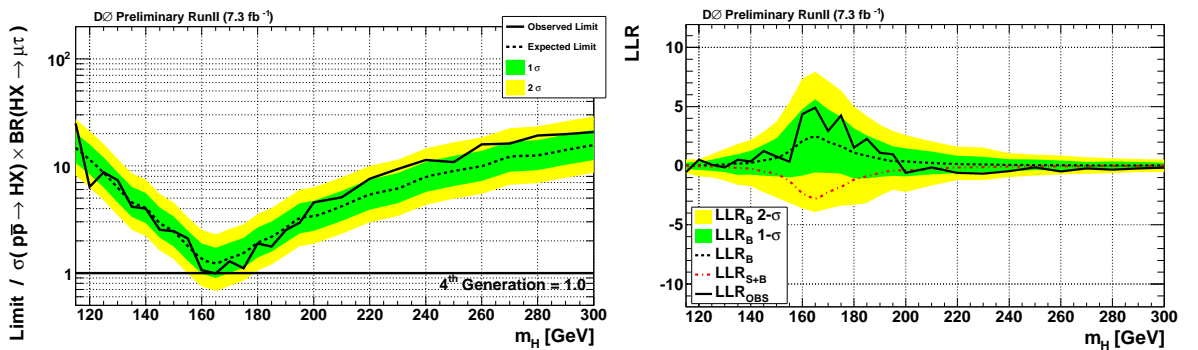 DØ Preliminary RunII (7.3 fb⁻¹)
Limit / σ(pp̅ → HX) × BR(HX → μτ)
10²
10
1
Observed Limit
Expected Limit
1 σ
2 σ
4ᵗʰ Generation = 1.0
120 140 160 180 200 220 240 260 280 300
m_H [GeV]
DØ Preliminary RunII (7.3 fb⁻¹)
LLR
10
5
0
-5
-10
LLR_B 2-σ
LLR_B 1-σ
LLR_B
LLR_S+B
LLR_OBS
120 140 160 180 200 220 240 260 280 300
m_H [GeV]